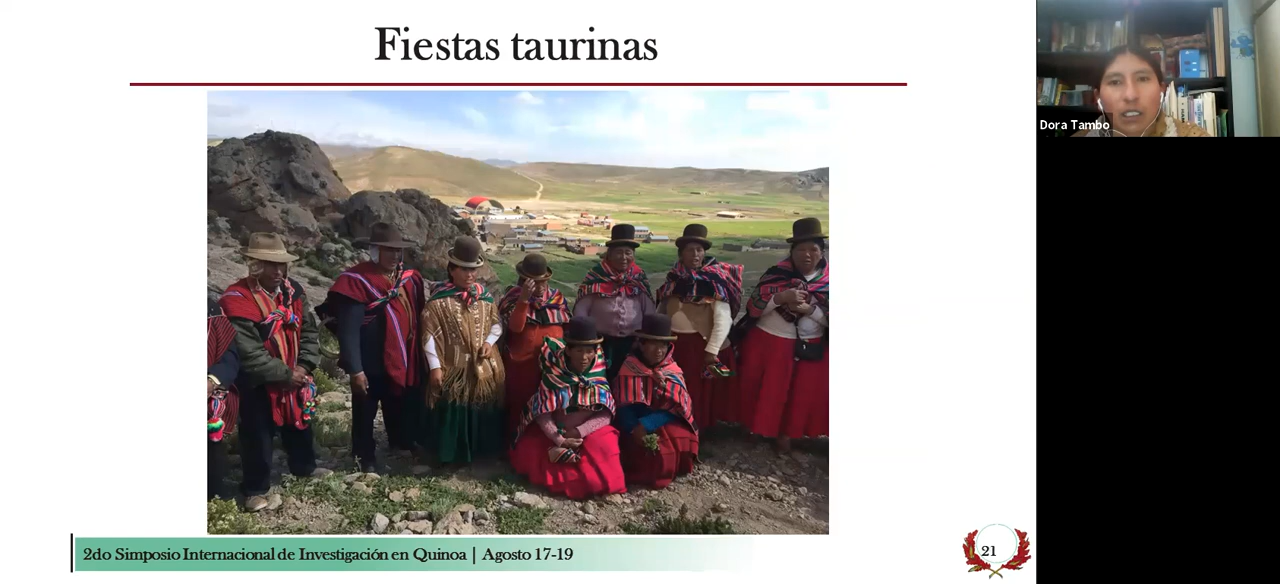 Fiestas taurinas
Dora Tambo
2do Simposio Internacional de Investigación en Quinoa | Agosto 17-19
21